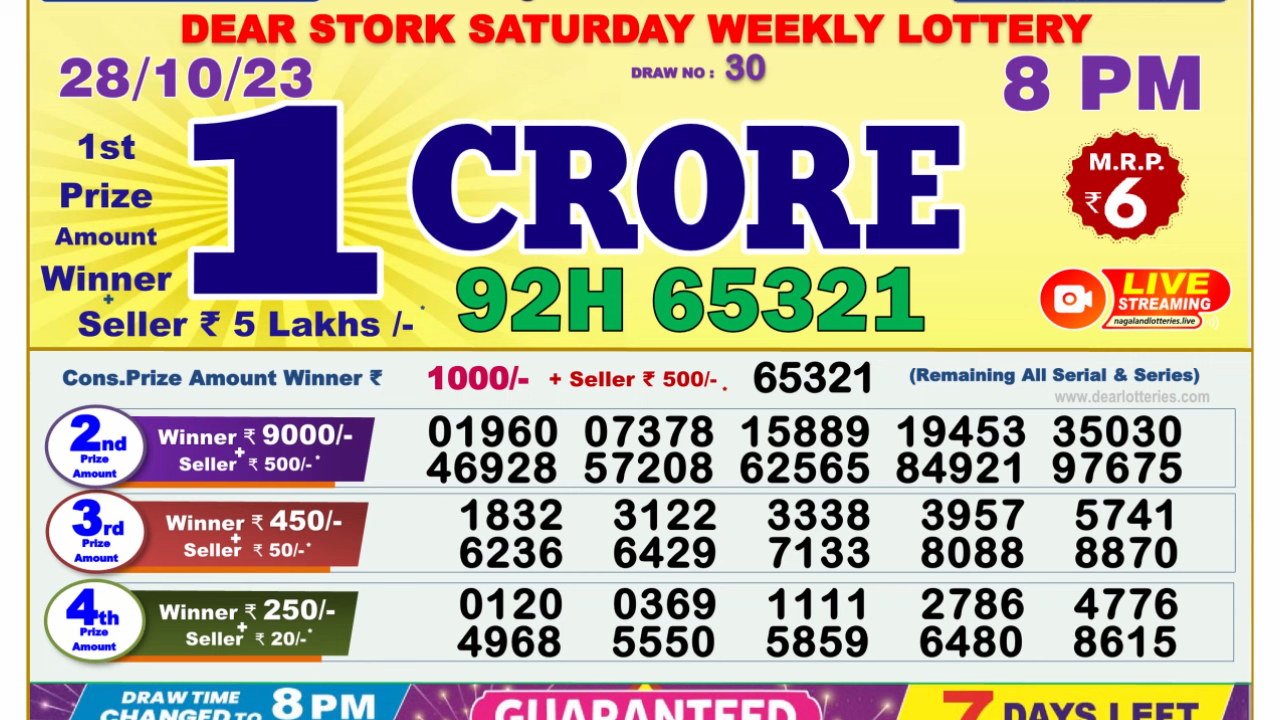 DEAR STORK SATURDAY WEEKLY LOTTERY
28/10/23
DRAW NO : 30
8 PM
1st
Prize
Amount
Winner
+
Seller ₹ 5 Lakhs /-*
1 CRORE
92H 65321
M.R.P.
₹6
LIVE
STREAMING
nagalandlotteries.live
Cons.Prize Amount Winner ₹ 1000/- + Seller ₹ 500/-. 65321 (Remaining All Serial & Series)
www.dearlotteries.com
2nd
Prize
Amount
Winner ₹ 9000/-
+
Seller ₹ 500/-*
01960 07378 15889 19453 35030
46928 57208 62565 84921 97675
3rd
Prize
Amount
Winner ₹ 450/-
+
Seller ₹ 50/-*
1832 3122 3338 3957 5741
6236 6429 7133 8088 8870
4th
Prize
Amount
Winner ₹ 250/-
+
Seller ₹ 20/-*
0120 0369 1111 2786 4776
4968 5550 5859 6480 8615
DRAW TIME
CHANGED TO
8 PM
GUARANTEED
7 DAYS LEFT